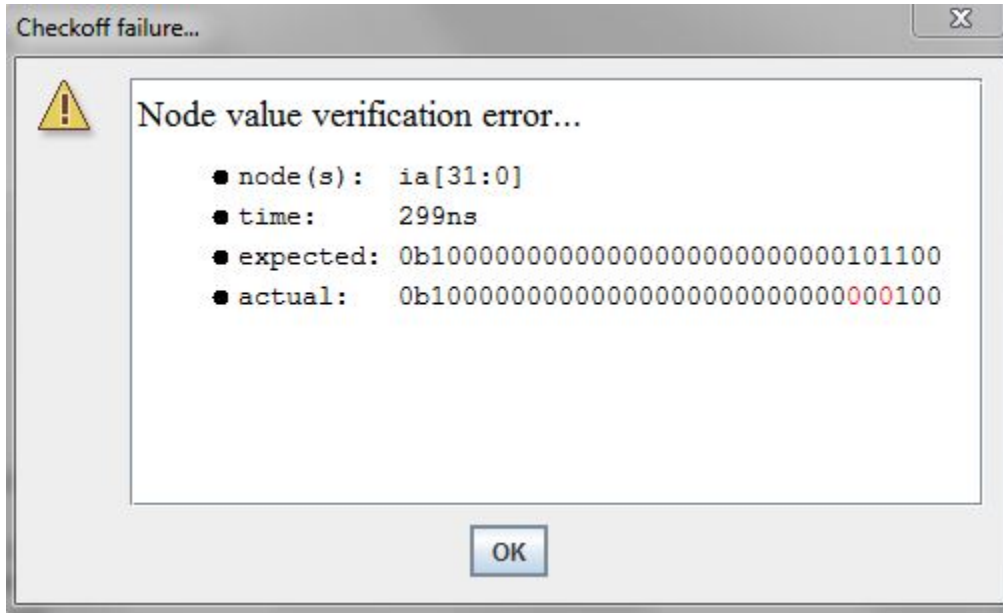 Checkoff failure...
Node value verification error...
● node(s): ia[31:0]
● time: 299ns
● expected: 0b10000000000000000000000000101100
● actual: 0b10000000000000000000000000000100
OK